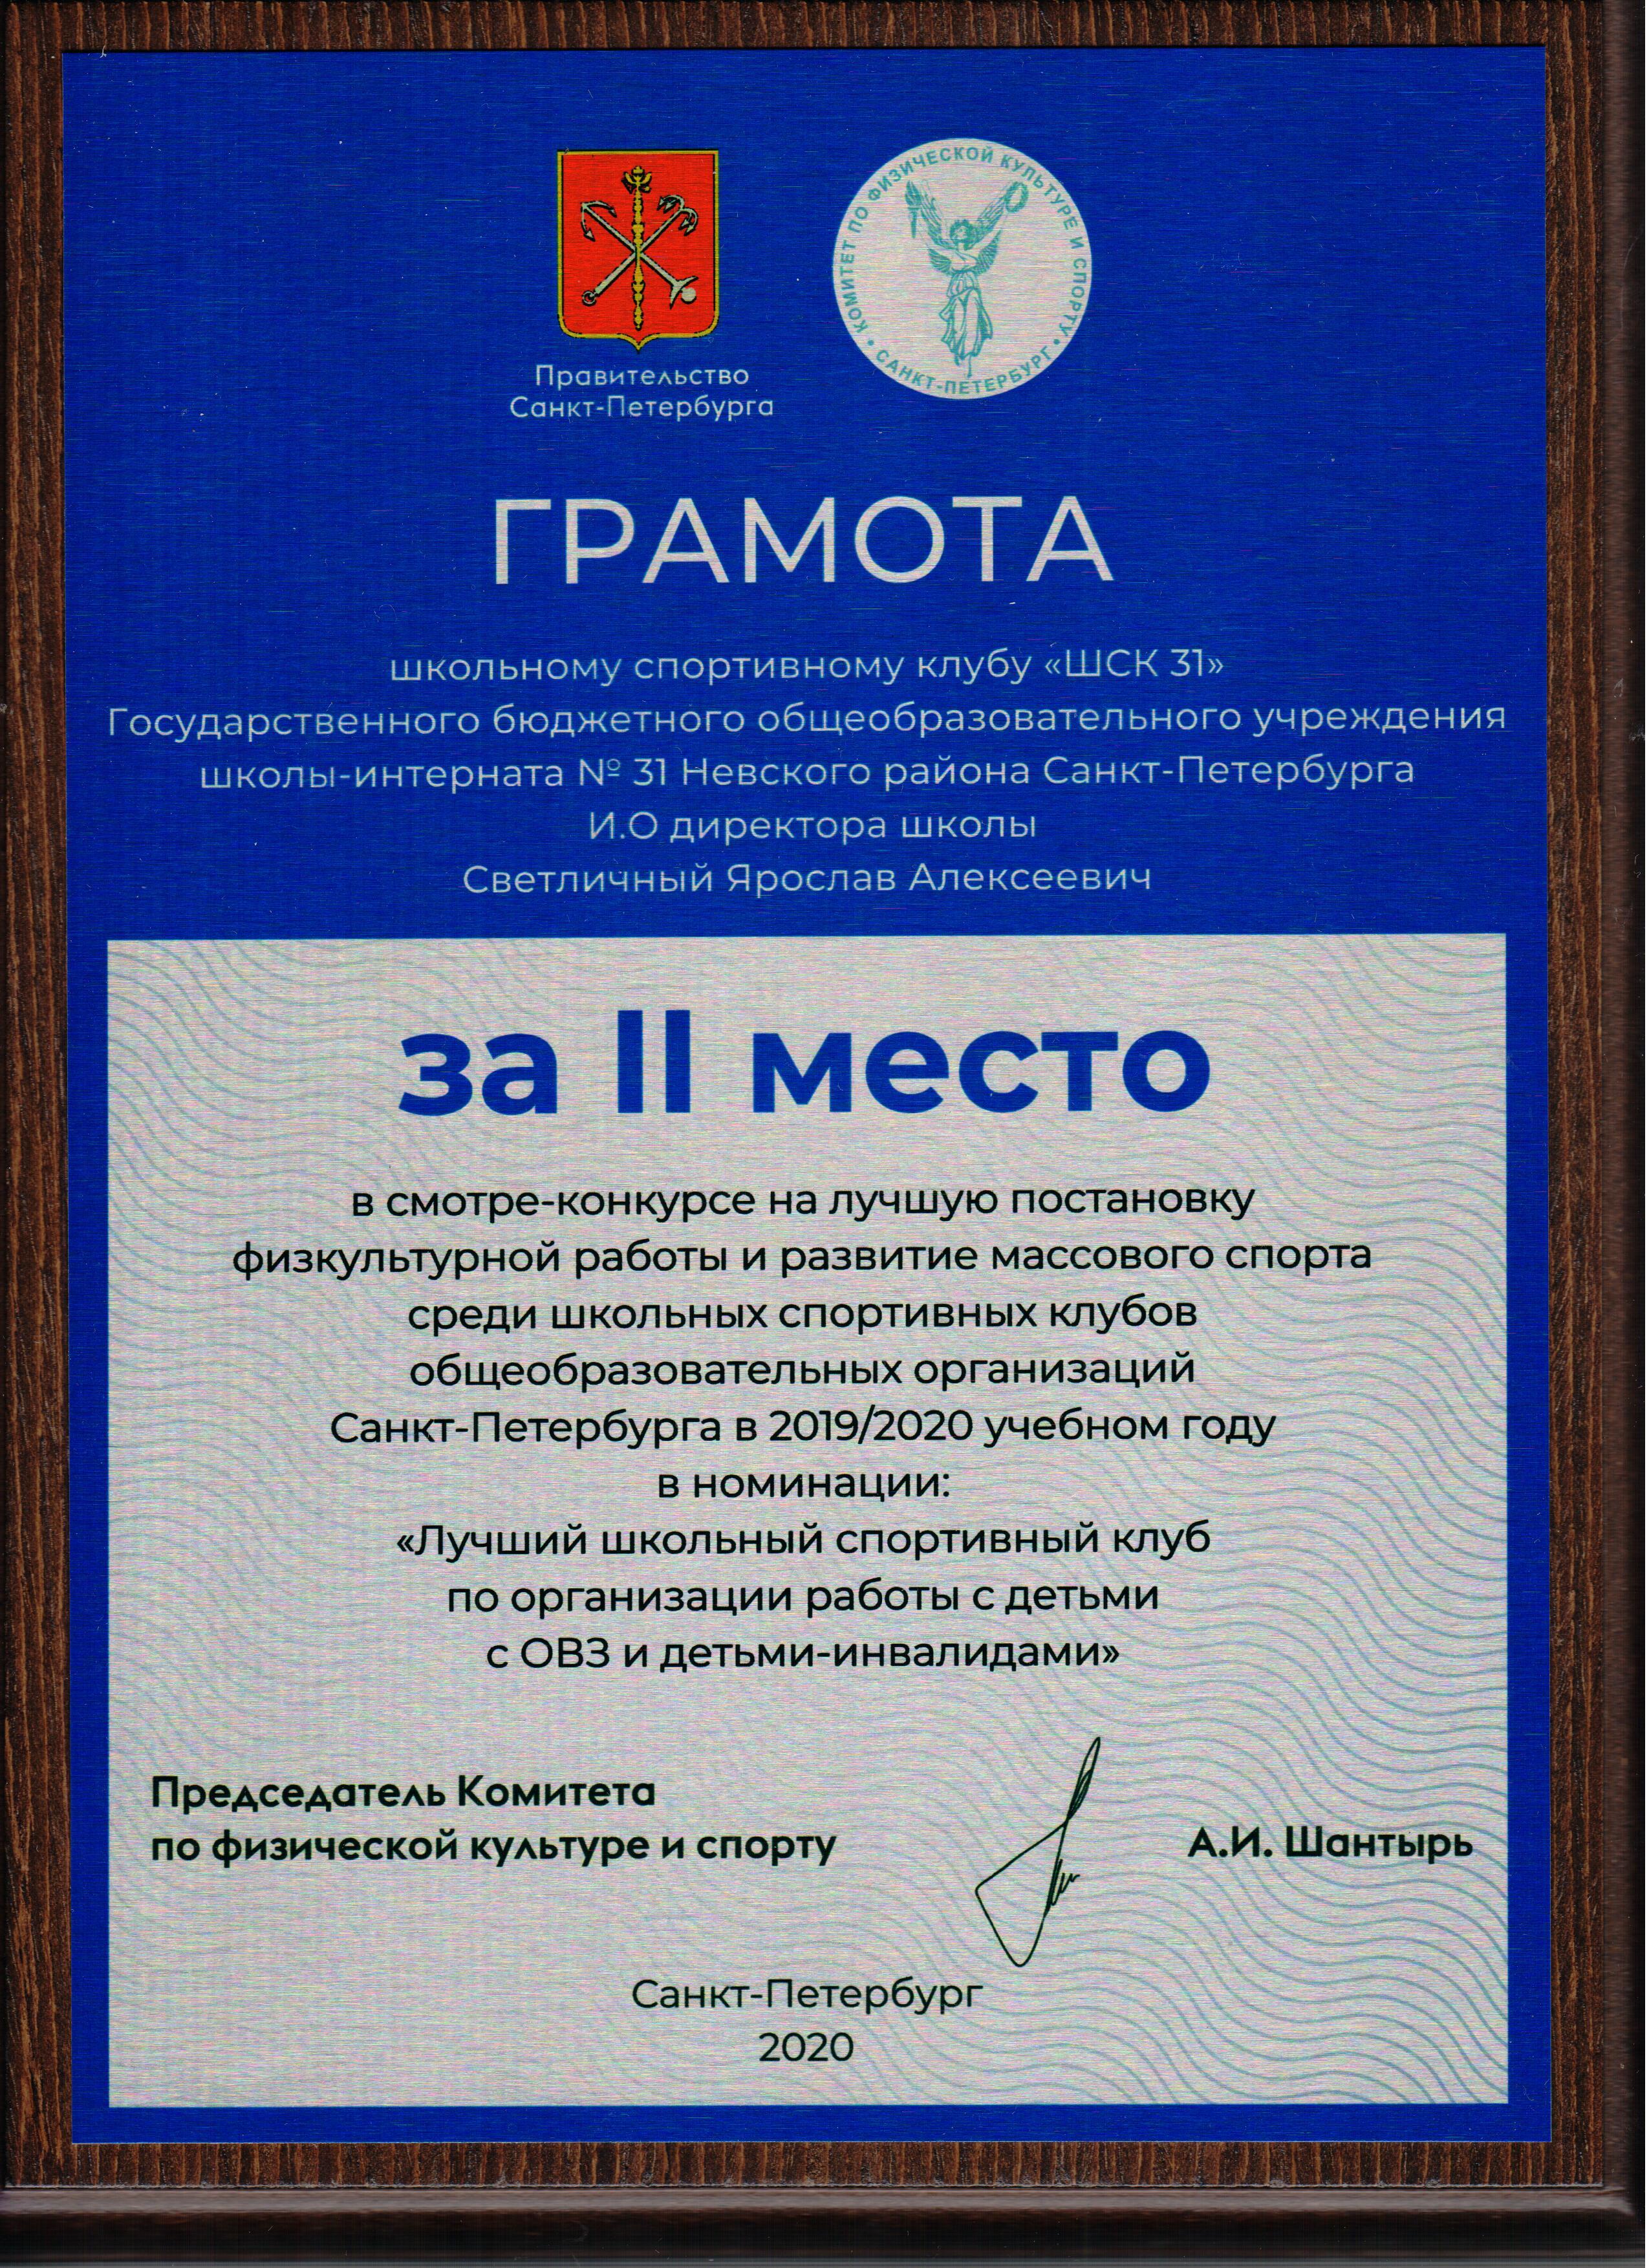 КОМИТЕТ ПО ФИЗИЧЕСКОЙ КУЛЬТУРЕ И СПОРТУ • САНКТ-ПЕТЕРБУРГ •
Правительство
Санкт-Петербурга
ГРАМОТА
школьному спортивному клубу «ШСК 31»
Государственного бюджетного общеобразовательного учреждения
школы-интерната № 31 Невского района Санкт-Петербурга
И.О директора школы
Светличный Ярослав Алексеевич
за II место
в смотре-конкурсе на лучшую постановку
физкультурной работы и развитие массового спорта
среди школьных спортивных клубов
общеобразовательных организаций
Санкт-Петербурга в 2019/2020 учебном году
в номинации:
«Лучший школьный спортивный клуб
по организации работы с детьми
с ОВЗ и детьми-инвалидами»
Председатель Комитета
по физической культуре и спорту
А.И. Шантырь
Санкт-Петербург
2020